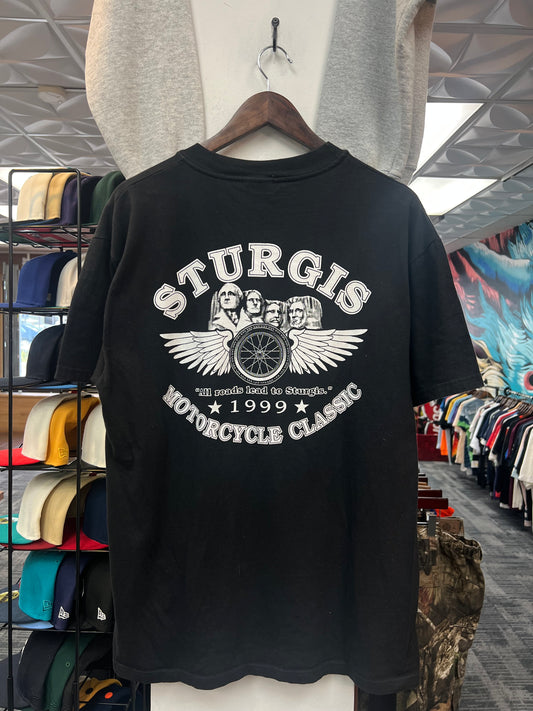 STURGIS
"All roads lead to Sturgis."
★ 1999 ★
MOTORCYCLE CLASSIC